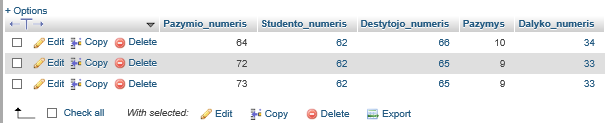 + Options
Pazymio_numeris Studento_numeris Destytojo_numeris Pazymys Dalyko_numeris
Edit Copy Delete 64 62 66 10 34
Edit Copy Delete 72 62 65 9 33
Edit Copy Delete 73 62 65 9 33
Check all With selected: Edit Copy Delete Export